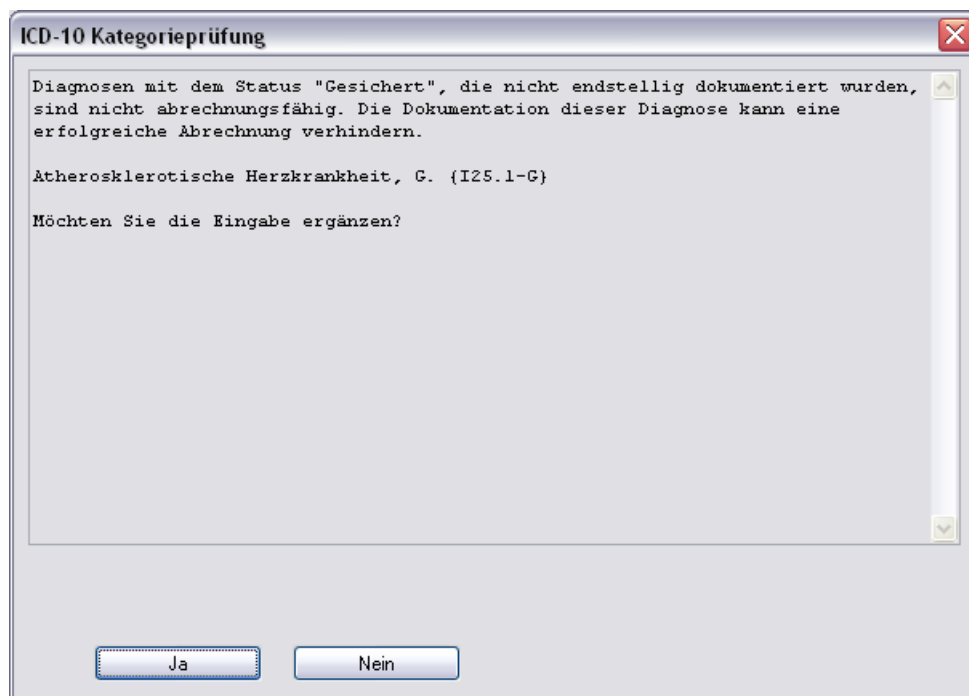 ICD-10 Kategorieprüfung
Diagnosen mit dem Status "Gesichert", die nicht endstellig dokumentiert wurden,
sind nicht abrechnungsfähig. Die Dokumentation dieser Diagnose kann eine
erfolgreiche Abrechnung verhindern.
Atherosklerotische Herzkrankheit, G. {I25.1-G}
Möchten Sie die Eingabe ergänzen?
Ja Nein